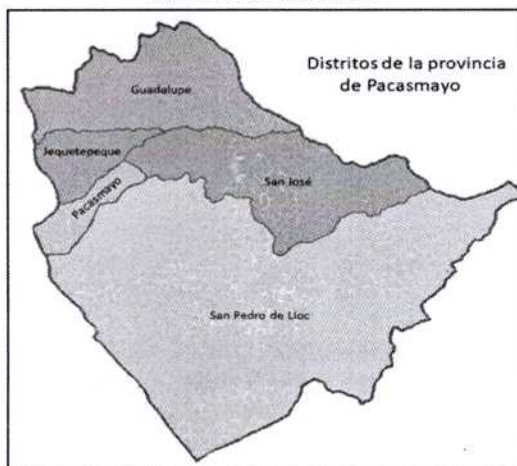 Distritos de la provincia
de Pacasmayo
Guadalupe
Jequetepeque
San José
Pacasmayo
San Pedro de Lloc